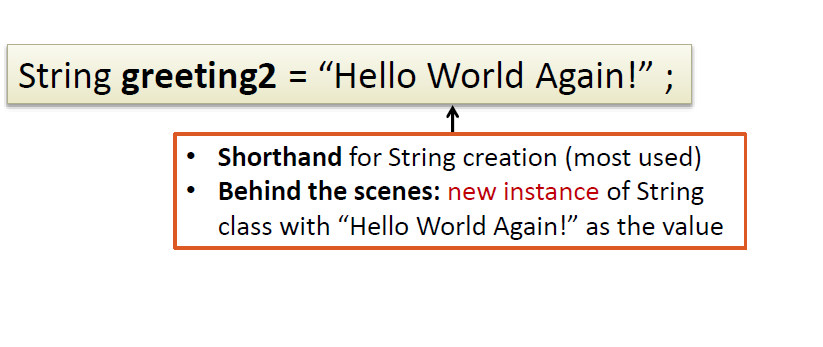 String greeting2 = “Hello World Again!” ;
• Shorthand for String creation (most used)
• Behind the scenes: new instance of String
class with “Hello World Again!” as the value